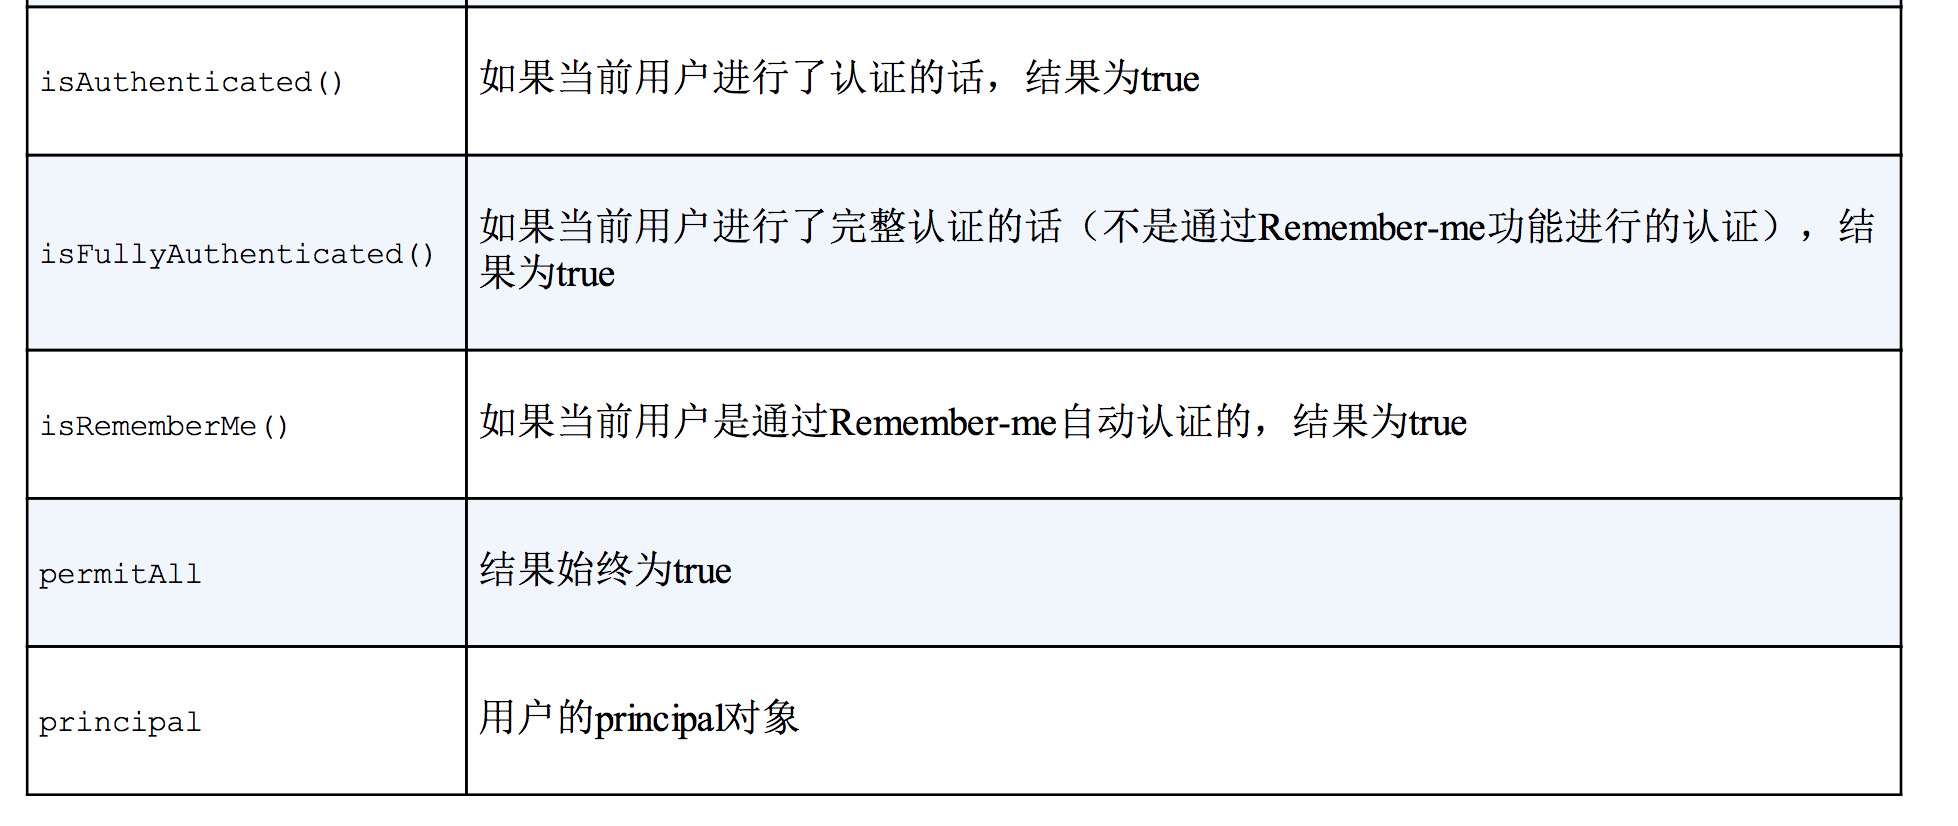 isAuthenticated()
如果当前用户进行了认证的话，结果为true
isFullyAuthenticated()
如果当前用户进行了完整认证的话（不是通过Remember-me功能进行的认证），结
果为true
isRememberMe()
如果当前用户是通过Remember-me自动认证的，结果为true
permitAll
结果始终为true
principal
用户的principal对象